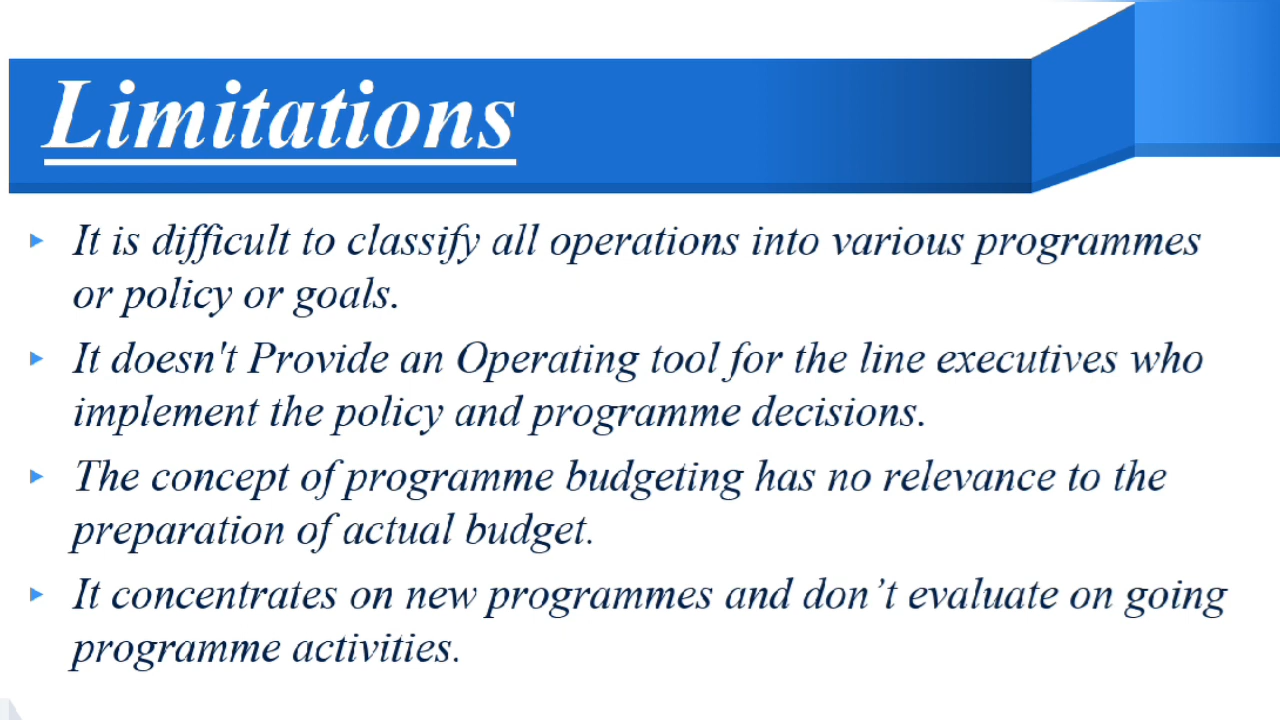 Limitations
It is difficult to classify all operations into various programmes
or policy or goals.
It doesn't Provide an Operating tool for the line executives who
implement the policy and programme decisions.
The concept of programme budgeting has no relevance to the
preparation of actual budget.
It concentrates on new programmes and don’t evaluate on going
programme activities.